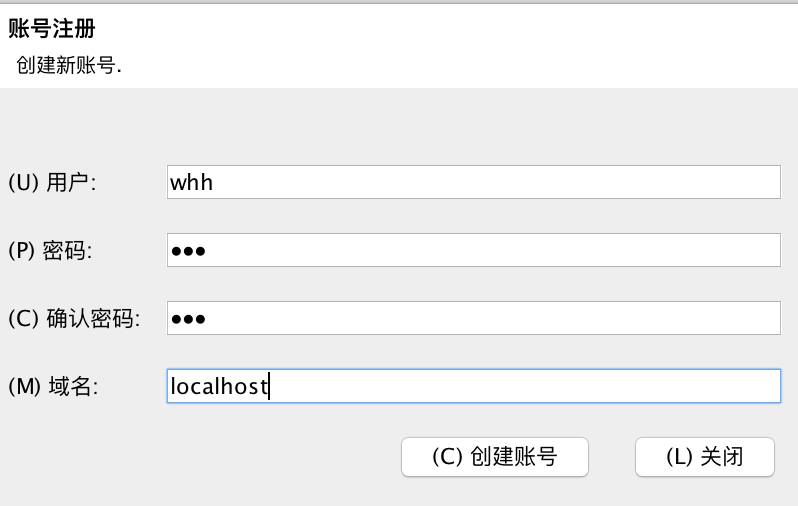 账号注册
创建新账号.
(U) 用户: whh
(P) 密码: •••
(C) 确认密码: •••
(M) 域名: localhost
(C) 创建账号 (L) 关闭